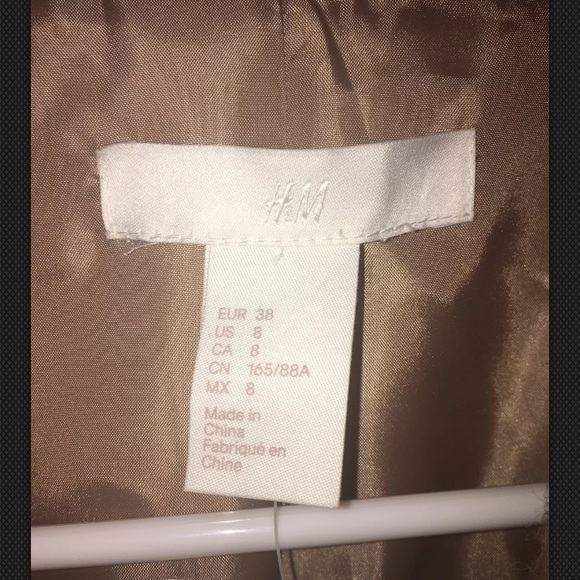 H&M
EUR 38
US 8
CA 8
CN 165/88A
MX 8
Made in
China
Fabriqué en
Chine